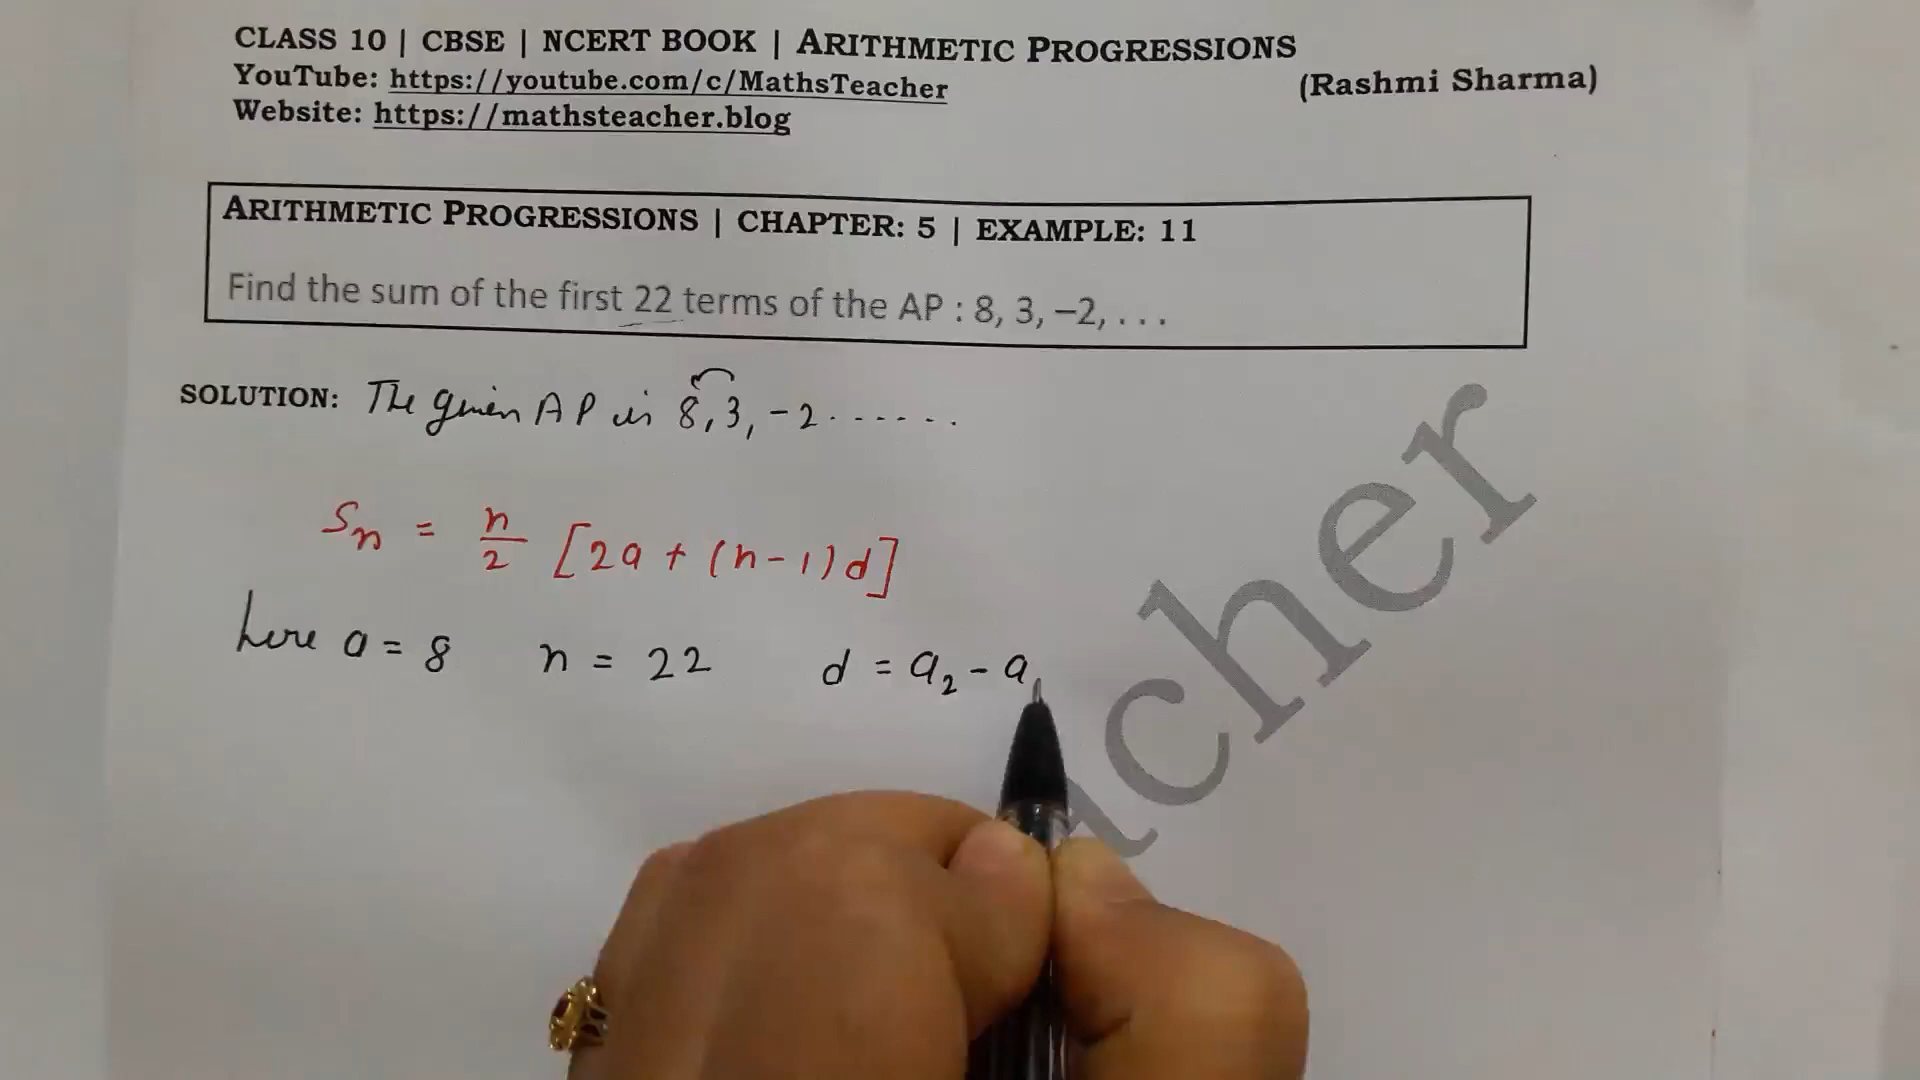 CLASS 10 | CBSE | NCERT BOOK | ARITHMETIC PROGRESSIONS
YouTube: https://youtube.com/c/MathsTeacher (Rashmi Sharma)
Website: https://mathsteacher.blog
ARITHMETIC PROGRESSIONS | CHAPTER: 5 | EXAMPLE: 11
Find the sum of the first 22 terms of the AP : 8, 3, –2, . . .
SOLUTION: The given AP is 8, 3, -2 . - - - - . .
Sn = n/2 [2a + (n-1)d]
here a = 8 n = 22 d = a2 - a1
acher